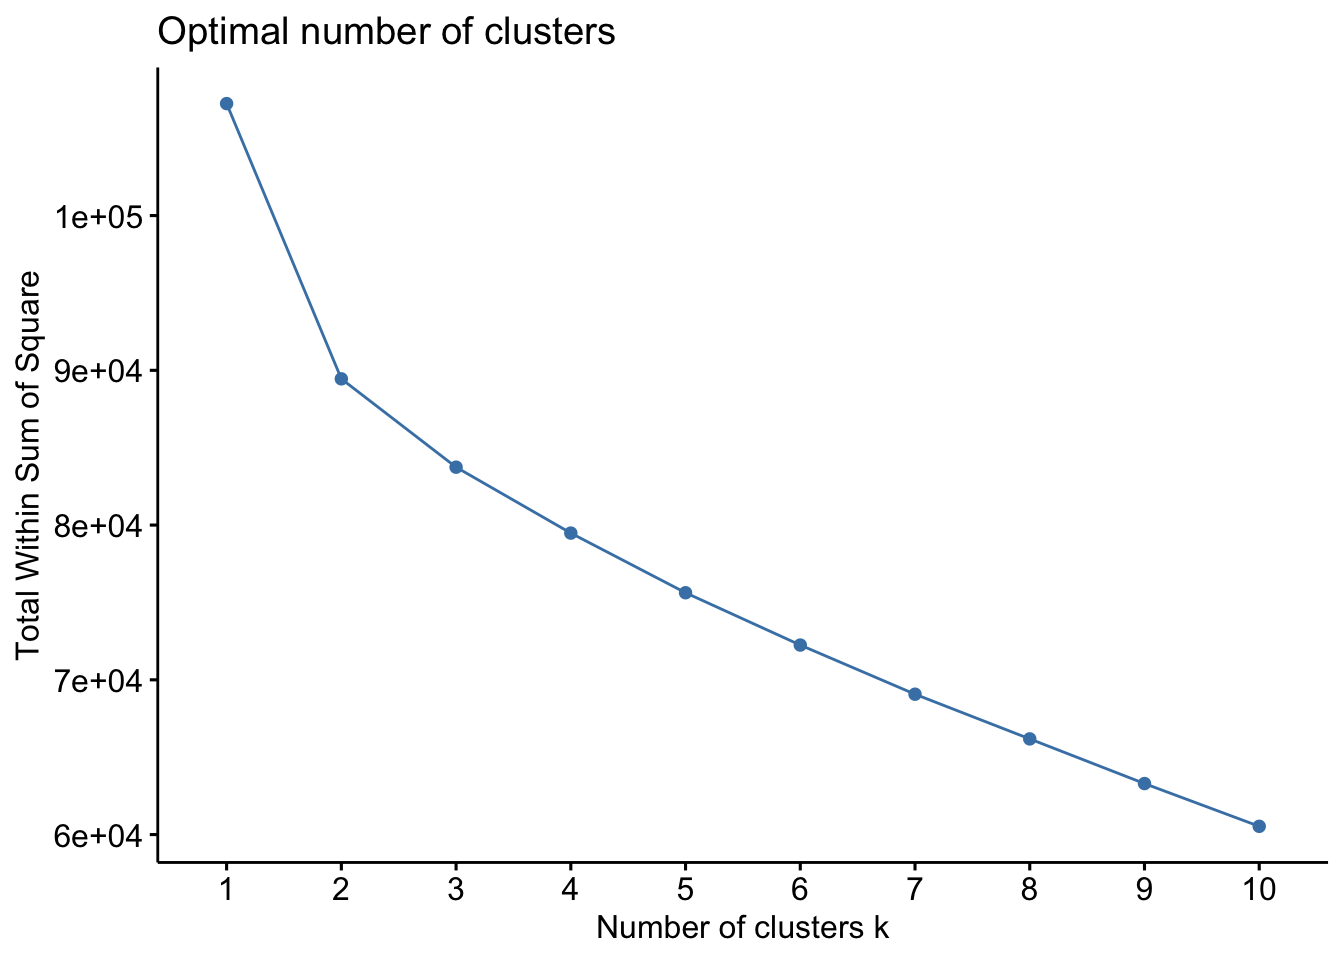 Optimal number of clusters
Total Within Sum of Square
1e+05
9e+04
8e+04
7e+04
6e+04
1 2 3 4 5 6 7 8 9 10
Number of clusters k